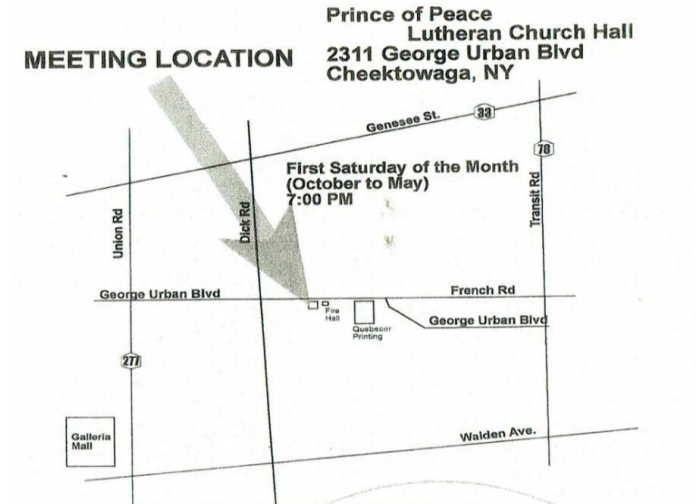 Prince of Peace
Lutheran Church Hall
2311 George Urban Blvd
Cheektowaga, NY
MEETING LOCATION
Genesee St.
33
78
First Saturday of the Month
(October to May)
7:00 PM
Union Rd
Dick Rd
Transit Rd
George Urban Blvd
French Rd
Fire
Hall
Quebecor
Printing
George Urban Blvd
277
Galleria
Mall
Walden Ave.